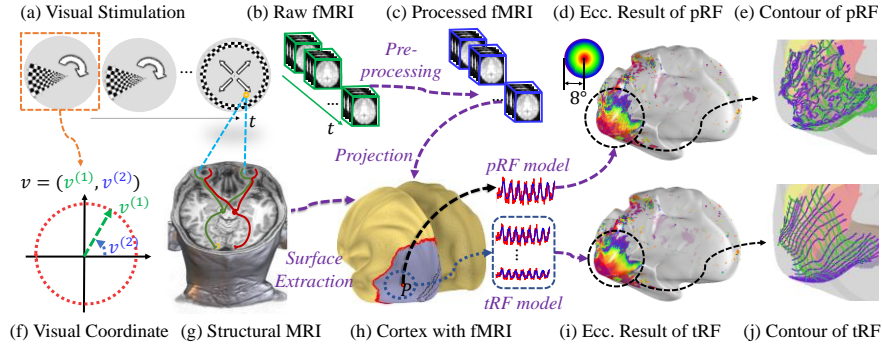 (a) Visual Stimulation
(b) Raw fMRI
(c) Processed fMRI
(d) Ecc. Result of pRF
(e) Contour of pRF
...
t
...
t
Pre-
processing
...
8°
Projection
pRF model
v = (v⁽¹⁾, v⁽²⁾)
v⁽¹⁾
v⁽²⁾
Surface
Extraction
P
tRF model
(f) Visual Coordinate
(g) Structural MRI
(h) Cortex with fMRI
(i) Ecc. Result of tRF
(j) Contour of tRF